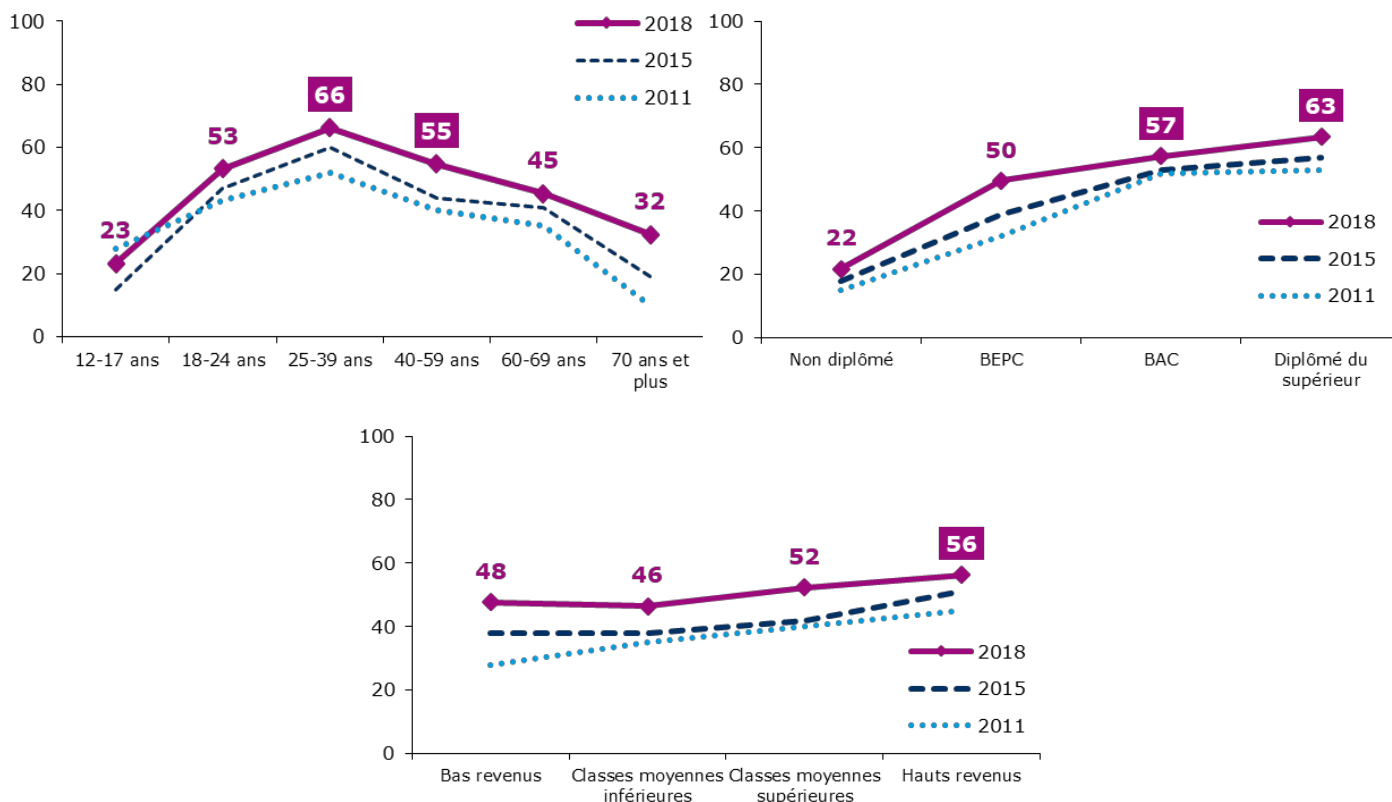 100
80
60
40
20
0
2018
2015
2011
23
53
66
55
45
32
12-17 ans
18-24 ans
25-39 ans
40-59 ans
60-69 ans
70 ans et
plus
100
80
60
40
20
0
22
50
57
63
2018
2015
2011
Non diplômé
BEPC
BAC
Diplômé du
supérieur
100
80
60
40
20
0
48
46
52
56
2018
2015
2011
Bas revenus
Classes moyennes
inférieures
Classes moyennes
supérieures
Hauts revenus